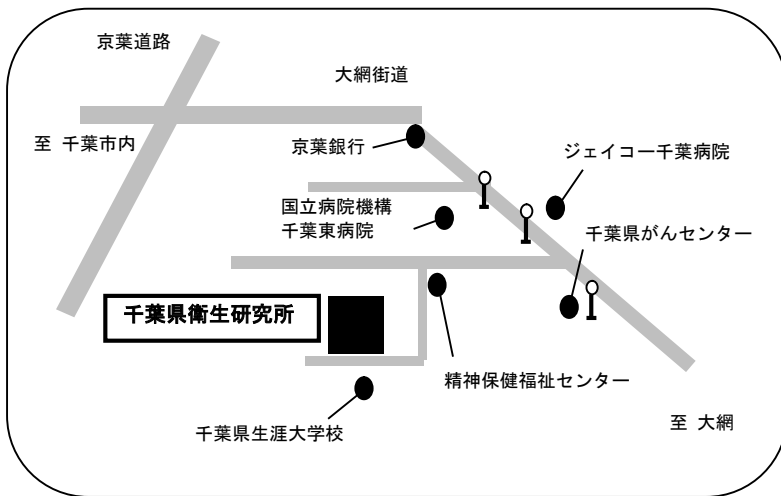 京葉道路
大網街道
至 千葉市内
京葉銀行
ジェイコー千葉病院
国立病院機構
千葉東病院
千葉県がんセンター
千葉県衛生研究所
精神保健福祉センター
千葉県生涯大学校
至 大網